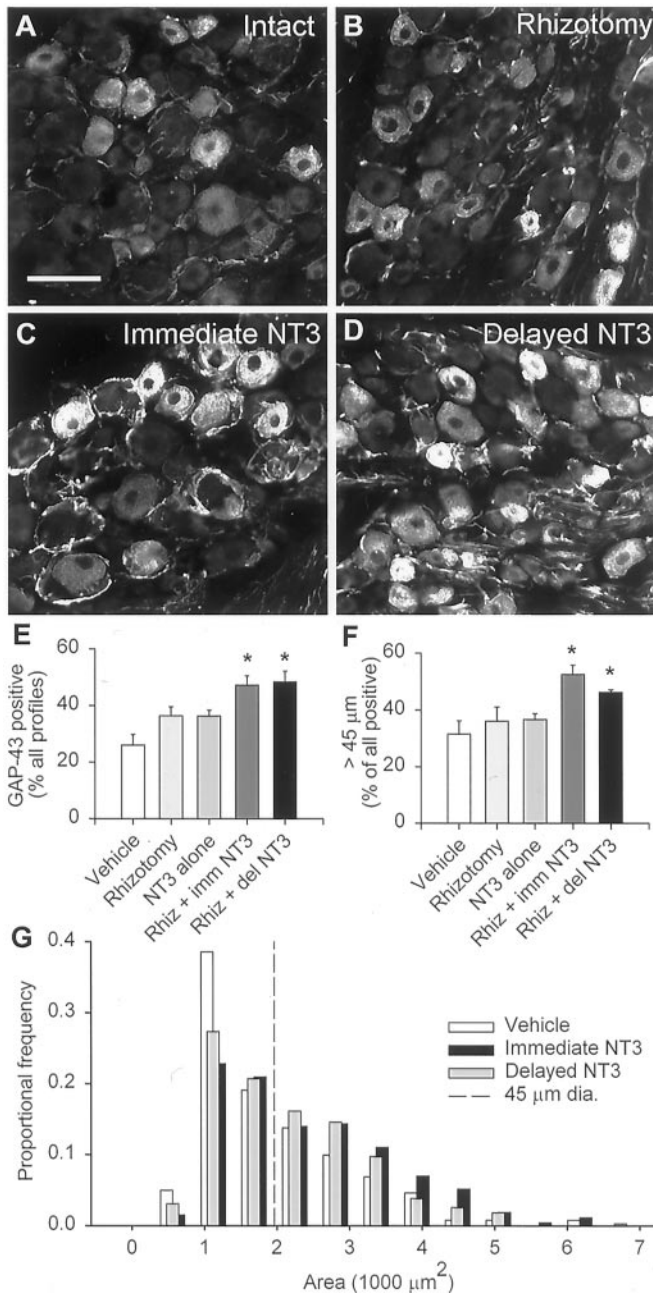 A Intact
B Rhizotomy
C Immediate NT3
D Delayed NT3
E
GAP-43 positive
(% all profiles)
60
40
20
0
Vehicle
Rhizotomy
NT3 alone
Rhiz + imm NT3
Rhiz + del NT3
F
> 45 μm
(% of all positive)
60
40
20
0
*
*
*
*
Vehicle
Rhizotomy
NT3 alone
Rhiz + imm NT3
Rhiz + del NT3
G
Proportional frequency
0.4
0.3
0.2
0.1
0.0
Vehicle
Immediate NT3
Delayed NT3
45 μm dia.
0 1 2 3 4 5 6 7
Area (1000 μm²)